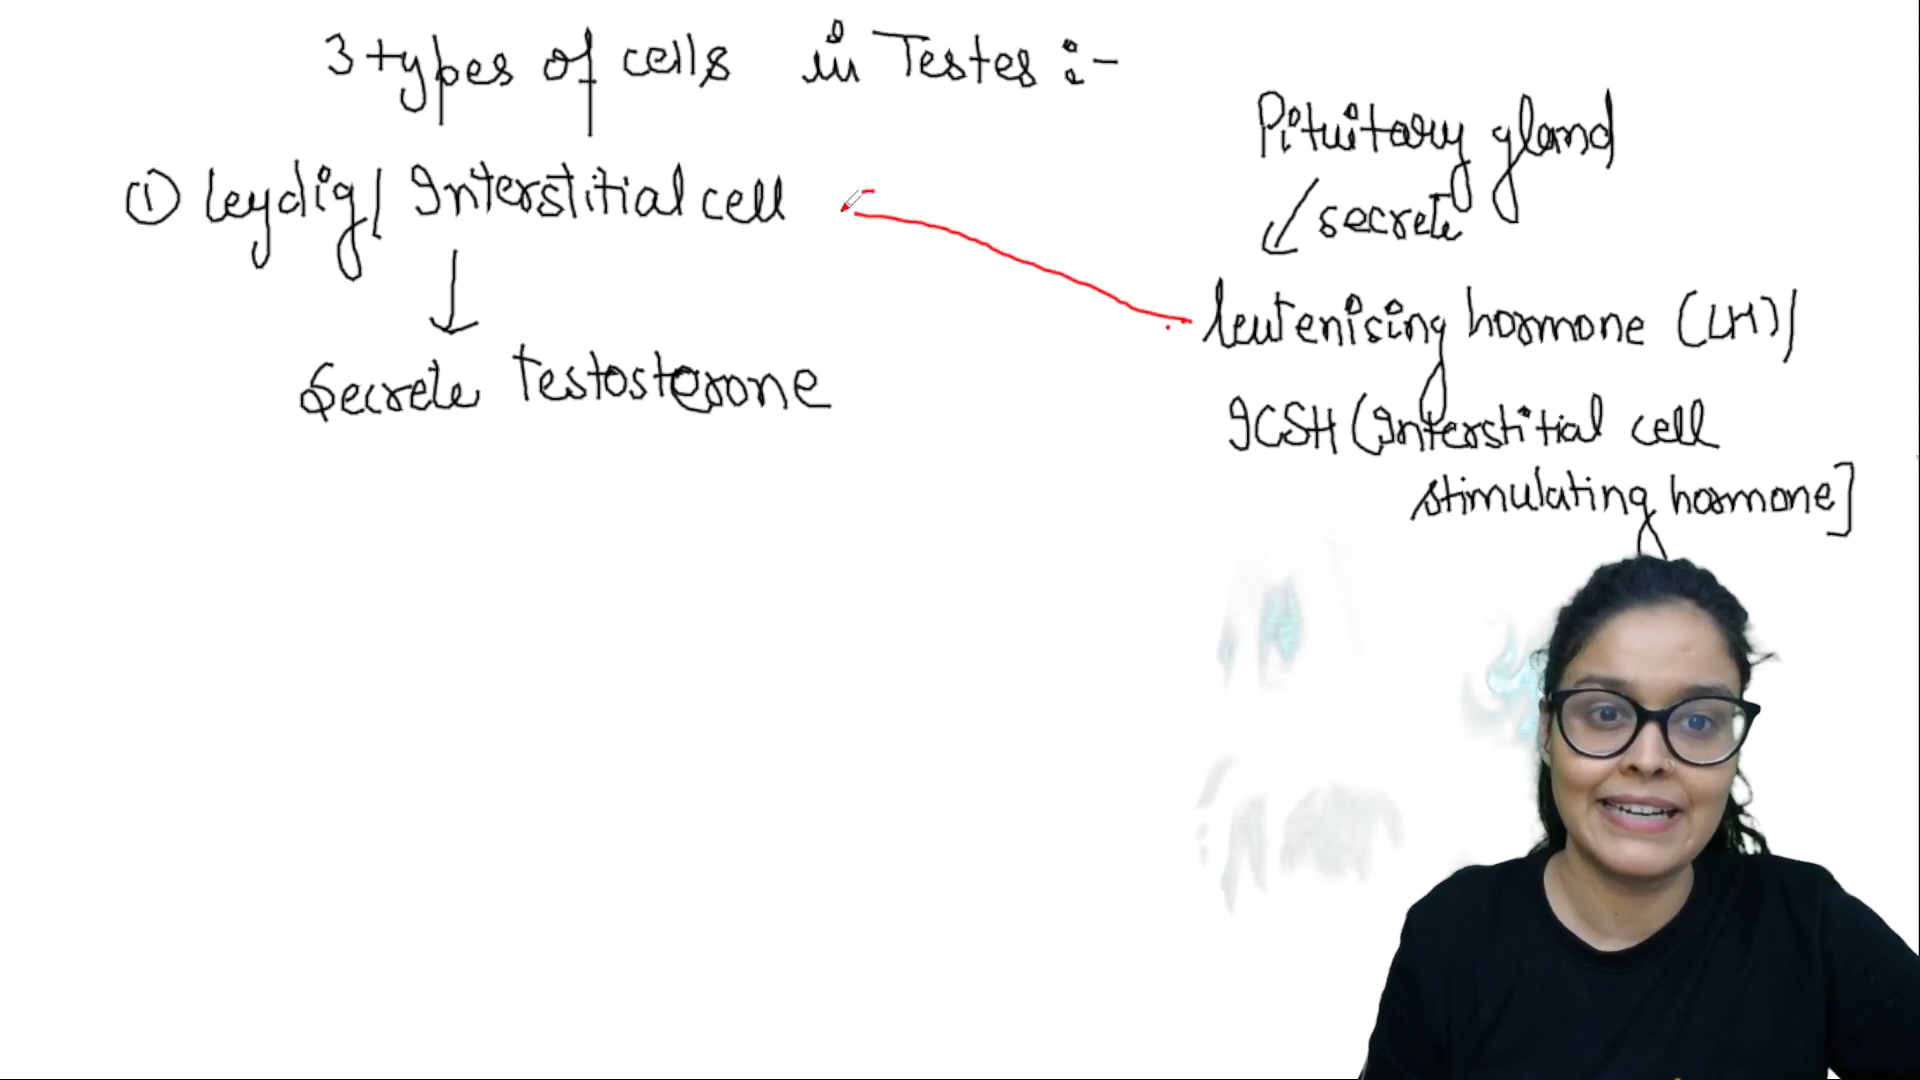 3 types of cells in Testes :-
① Leydig/ Interstitial cell
Secrete Testosterone
Pituitary gland
secrete
leutenising hormone (LH)/
ICSH (Interstitial cell
stimulating hormone]